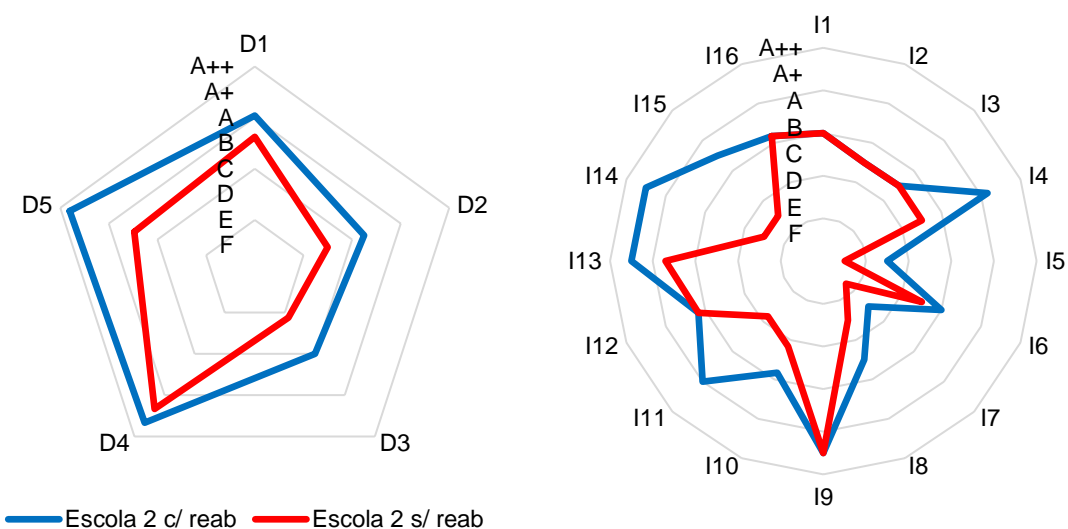 D1
A++
A+
A
B
C
D
E
F
D2
D3
D4
D5
Escola 2 c/ reab
Escola 2 s/ reab
I1
A++
A+
A
B
C
D
E
F
I2
I3
I4
I5
I6
I7
I8
I9
I10
I11
I12
I13
I14
I15
I16